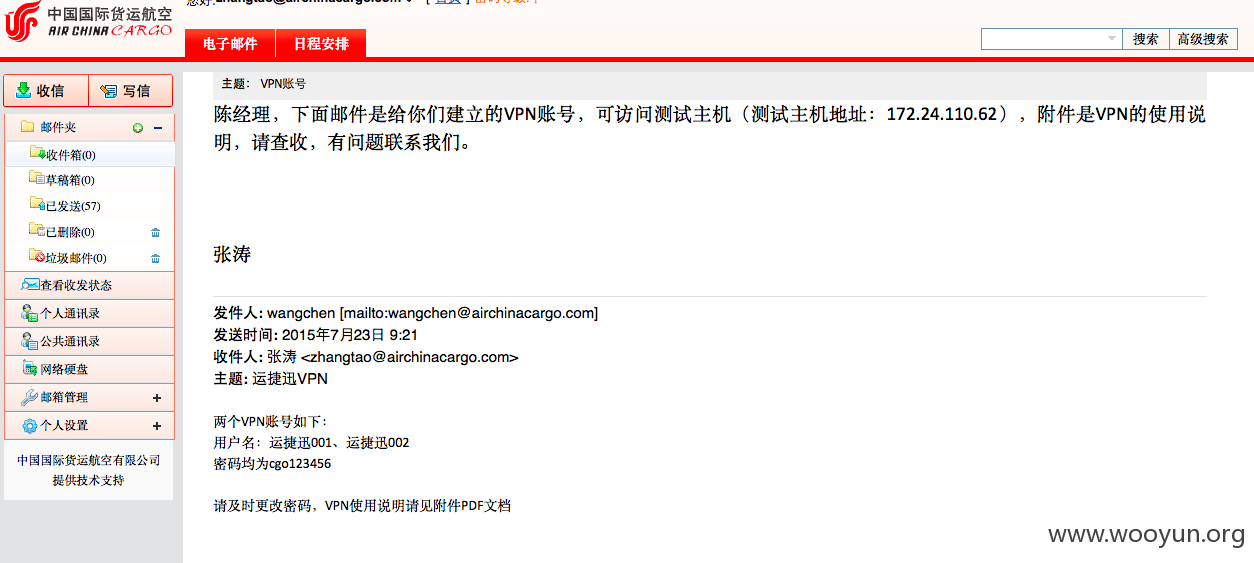 中国国际货运航空
AIR CHINA CARGO
您好,zhangtao@airchinacargo.com [首页]
电子邮件 日程安排
搜索 高级搜索
收信 写信
邮件夹
收件箱(0)
草稿箱(0)
已发送(57)
已删除(0)
垃圾邮件(0)
查看收发状态
个人通讯录
公共通讯录
网络硬盘
邮箱管理 +
个人设置 +
中国国际货运航空有限公司
提供技术支持
主题: VPN账号
陈经理，下面邮件是给你们建立的VPN账号，可访问测试主机（测试主机地址：172.24.110.62），附件是VPN的使用说
明，请查收，有问题联系我们。
张涛
发件人: wangchen [mailto:wangchen@airchinacargo.com]
发送时间: 2015年7月23日 9:21
收件人: 张涛 <zhangtao@airchinacargo.com>
主题: 运捷迅VPN
两个VPN账号如下：
用户名：运捷迅001、运捷迅002
密码均为cgo123456
请及时更改密码，VPN使用说明请见附件PDF文档
www.wooyun.org